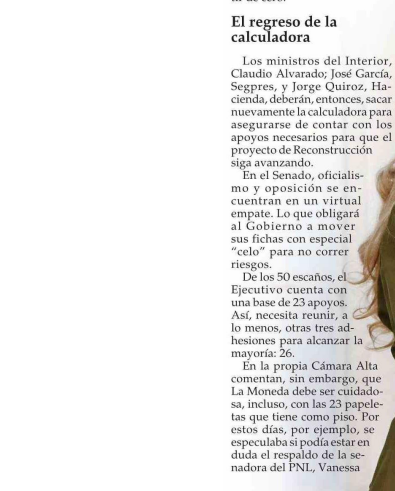 El regreso de la
calculadora
Los ministros del Interior,
Claudio Alvarado; José García,
Segpres, y Jorge Quiroz, Ha-
cienda, deberán, entonces, sacar
nuevamente la calculadora para
asegurarse de contar con los
apoyos necesarios para que el
proyecto de Reconstrucción
siga avanzando.
En el Senado, oficialis-
mo y oposición se en-
cuentran en un virtual
empate. Lo que obligará
al Gobierno a mover
sus fichas con especial
“celo” para no correr
riesgos.
De los 50 escaños, el
Ejecutivo cuenta con
una base de 23 apoyos.
Así, necesita reunir, a
lo menos, otras tres ad-
hesiones para alcanzar la
mayoría: 26.
En la propia Cámara Alta
comentan, sin embargo, que
La Moneda debe ser cuidado-
sa, incluso, con las 23 papele-
tas que tiene como piso. Por
estos días, por ejemplo, se
especulaba si podía estar en
duda el respaldo de la se-
nadora del PNL, Vanessa